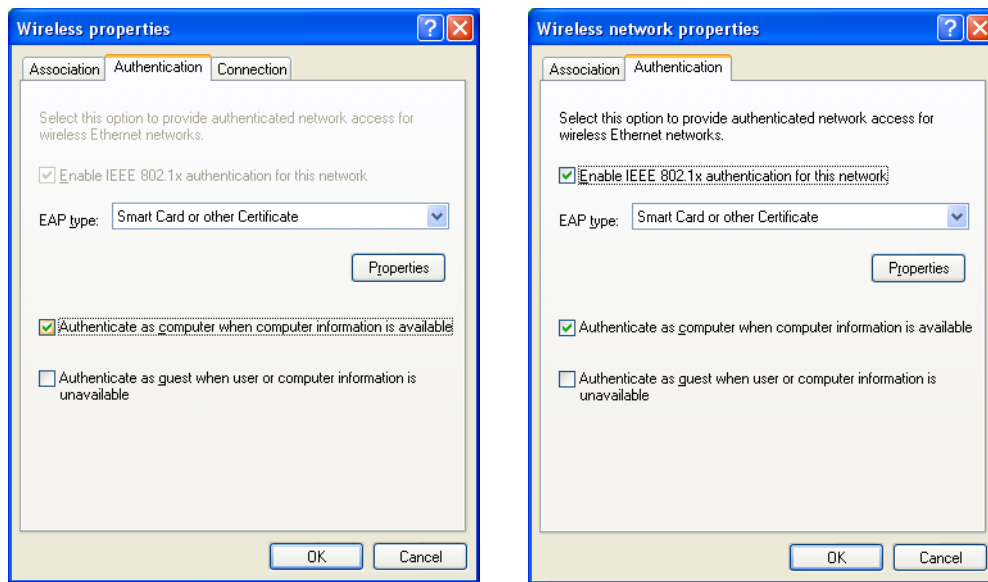 Wireless properties
Association Authentication Connection
Select this option to provide authenticated network access for
wireless Ethernet networks.
Enable IEEE 802.1x authentication for this network
EAP type: Smart Card or other Certificate
Properties
Authenticate as computer when computer information is available
Authenticate as guest when user or computer information is
unavailable
OK Cancel
Wireless network properties
Association Authentication
Select this option to provide authenticated network access for
wireless Ethernet networks.
Enable IEEE 802.1x authentication for this network
EAP type: Smart Card or other Certificate
Properties
Authenticate as computer when computer information is available
Authenticate as guest when user or computer information is
unavailable
OK Cancel